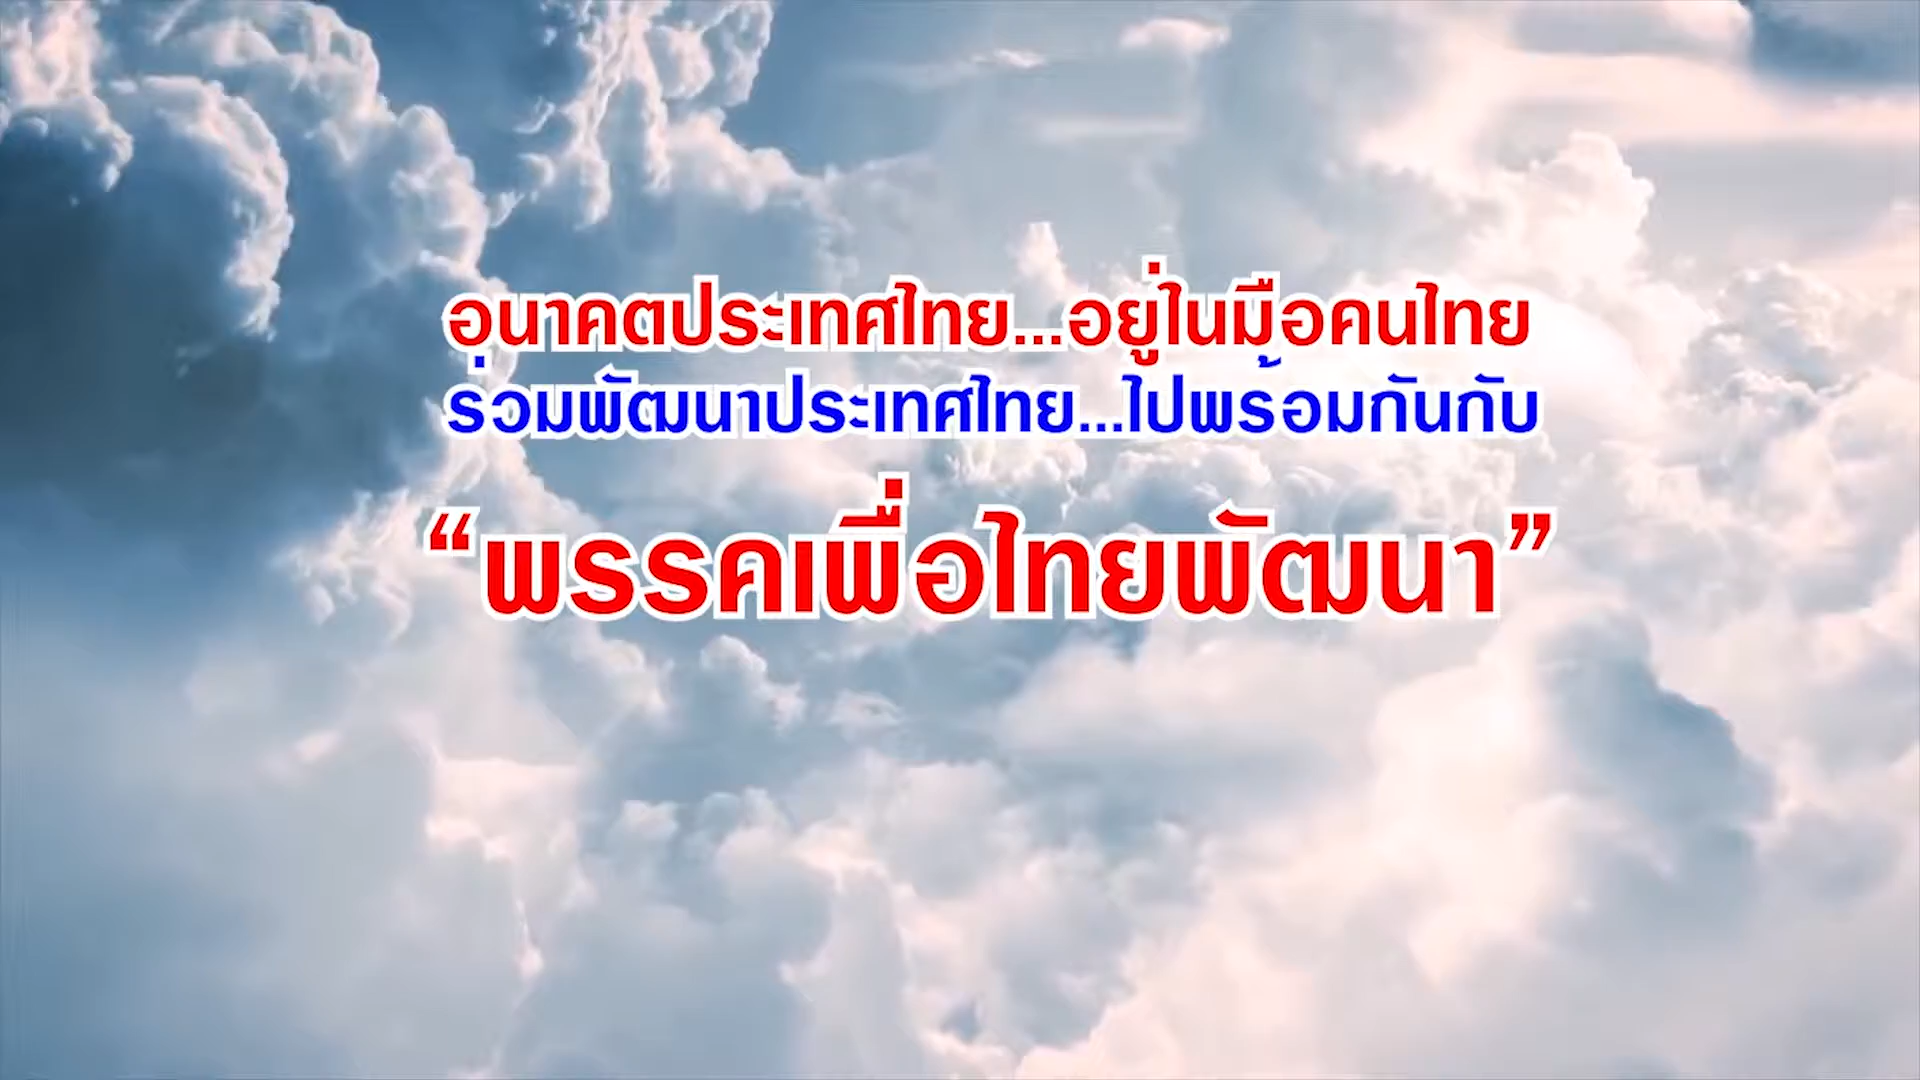 อนาคตประเทศไทย...อยู่ในมือคนไทย
ร่วมพัฒนาประเทศไทย...ไปพร้อมกันกับ
“พรรคเพื่อไทยพัฒนา”